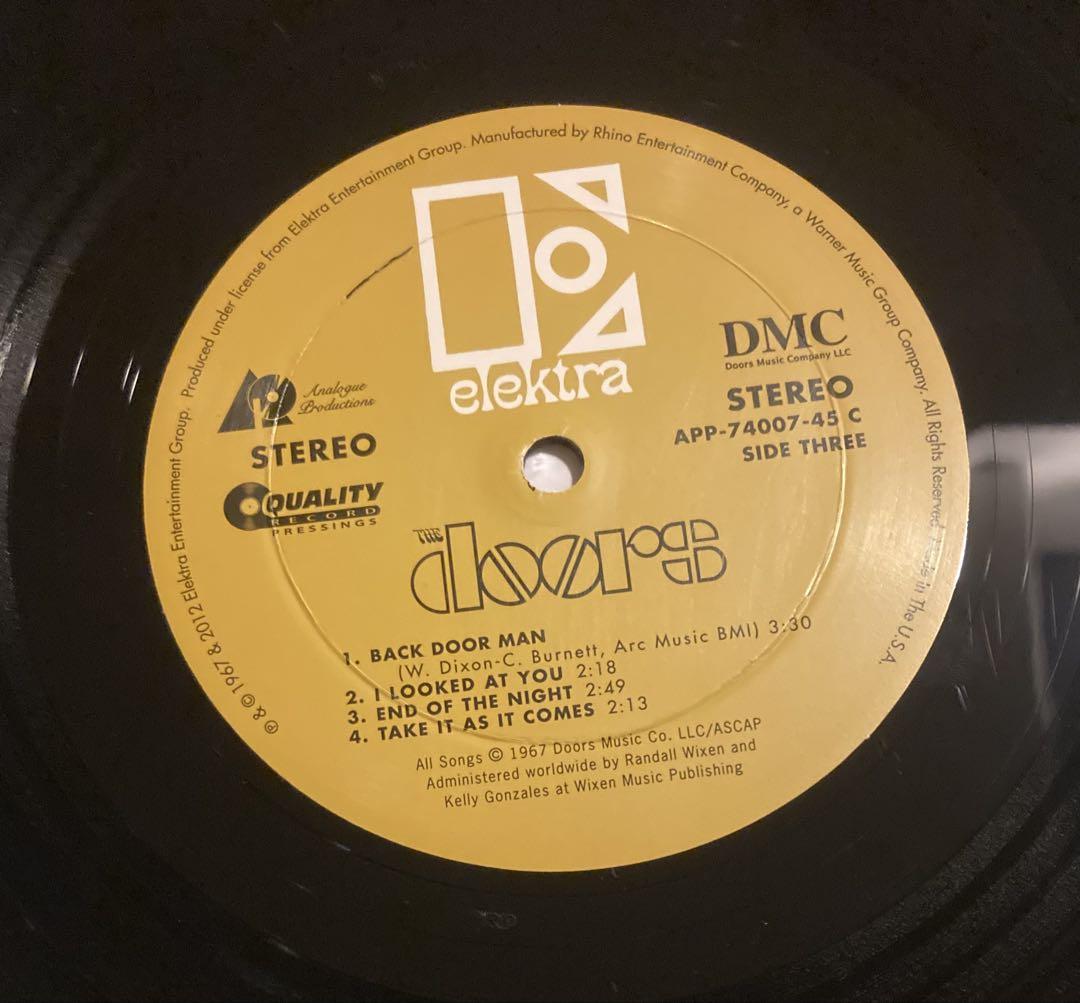 ℗ & © 1967 & 2012 Elektra Entertainment Group. Produced under license from Elektra Entertainment Group. Manufactured by Rhino Entertainment Company, a Warner Music Group Company. All Rights Reserved. in The U.S.A.
elektra
Analogue
Productions
STEREO
QUALITY
RECORD
PRESSINGS
DMC
Doors Music Company LLC
STEREO
APP-74007-45 C
SIDE THREE
THE
doors
1. BACK DOOR MAN
(W. Dixon-C. Burnett, Arc Music BMI) 3:30
2. I LOOKED AT YOU 2:18
3. END OF THE NIGHT 2:49
4. TAKE IT AS IT COMES 2:13
All Songs © 1967 Doors Music Co. LLC/ASCAP
Administered worldwide by Randall Wixen and
Kelly Gonzales at Wixen Music Publishing